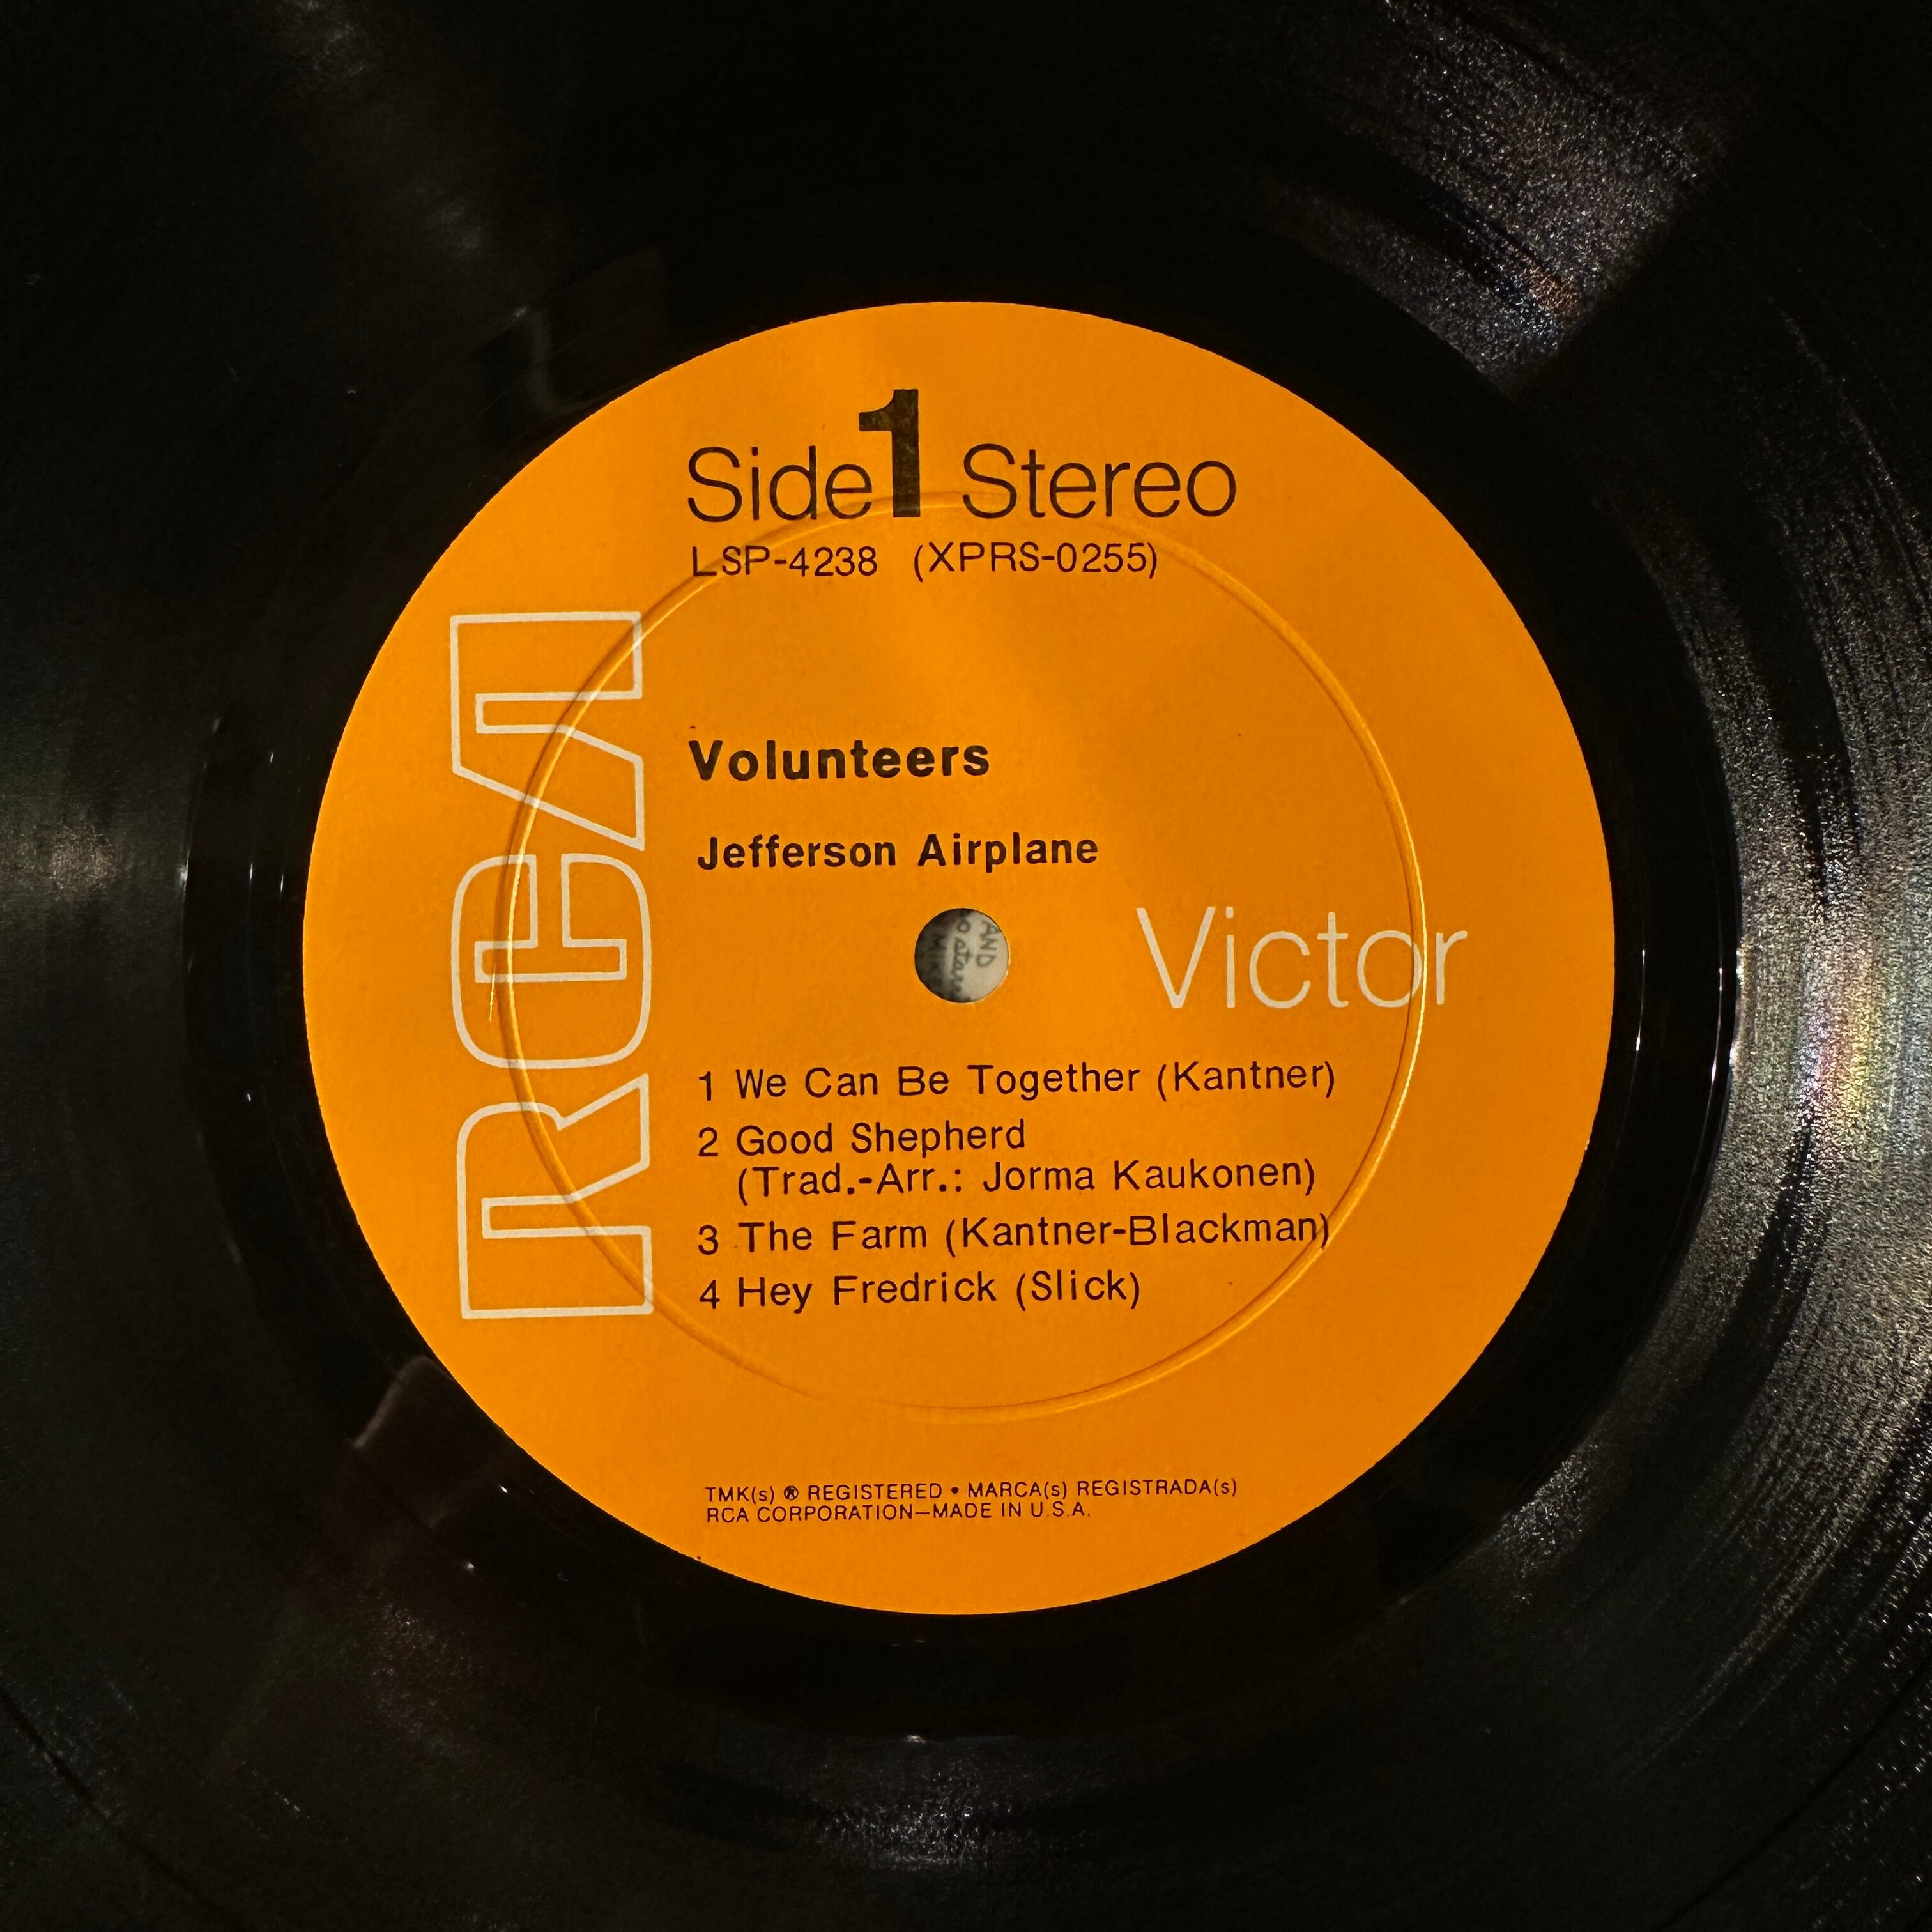 Side 1 Stereo
LSP-4238 (XPRS-0255)
RCA
Volunteers
Jefferson Airplane
AND
Victor
1 We Can Be Together (Kantner)
2 Good Shepherd
(Trad.-Arr.: Jorma Kaukonen)
3 The Farm (Kantner-Blackman)
4 Hey Fredrick (Slick)
TMK(s) ® REGISTERED • MARCA(s) REGISTRADA(s)
RCA CORPORATION—MADE IN U.S.A.